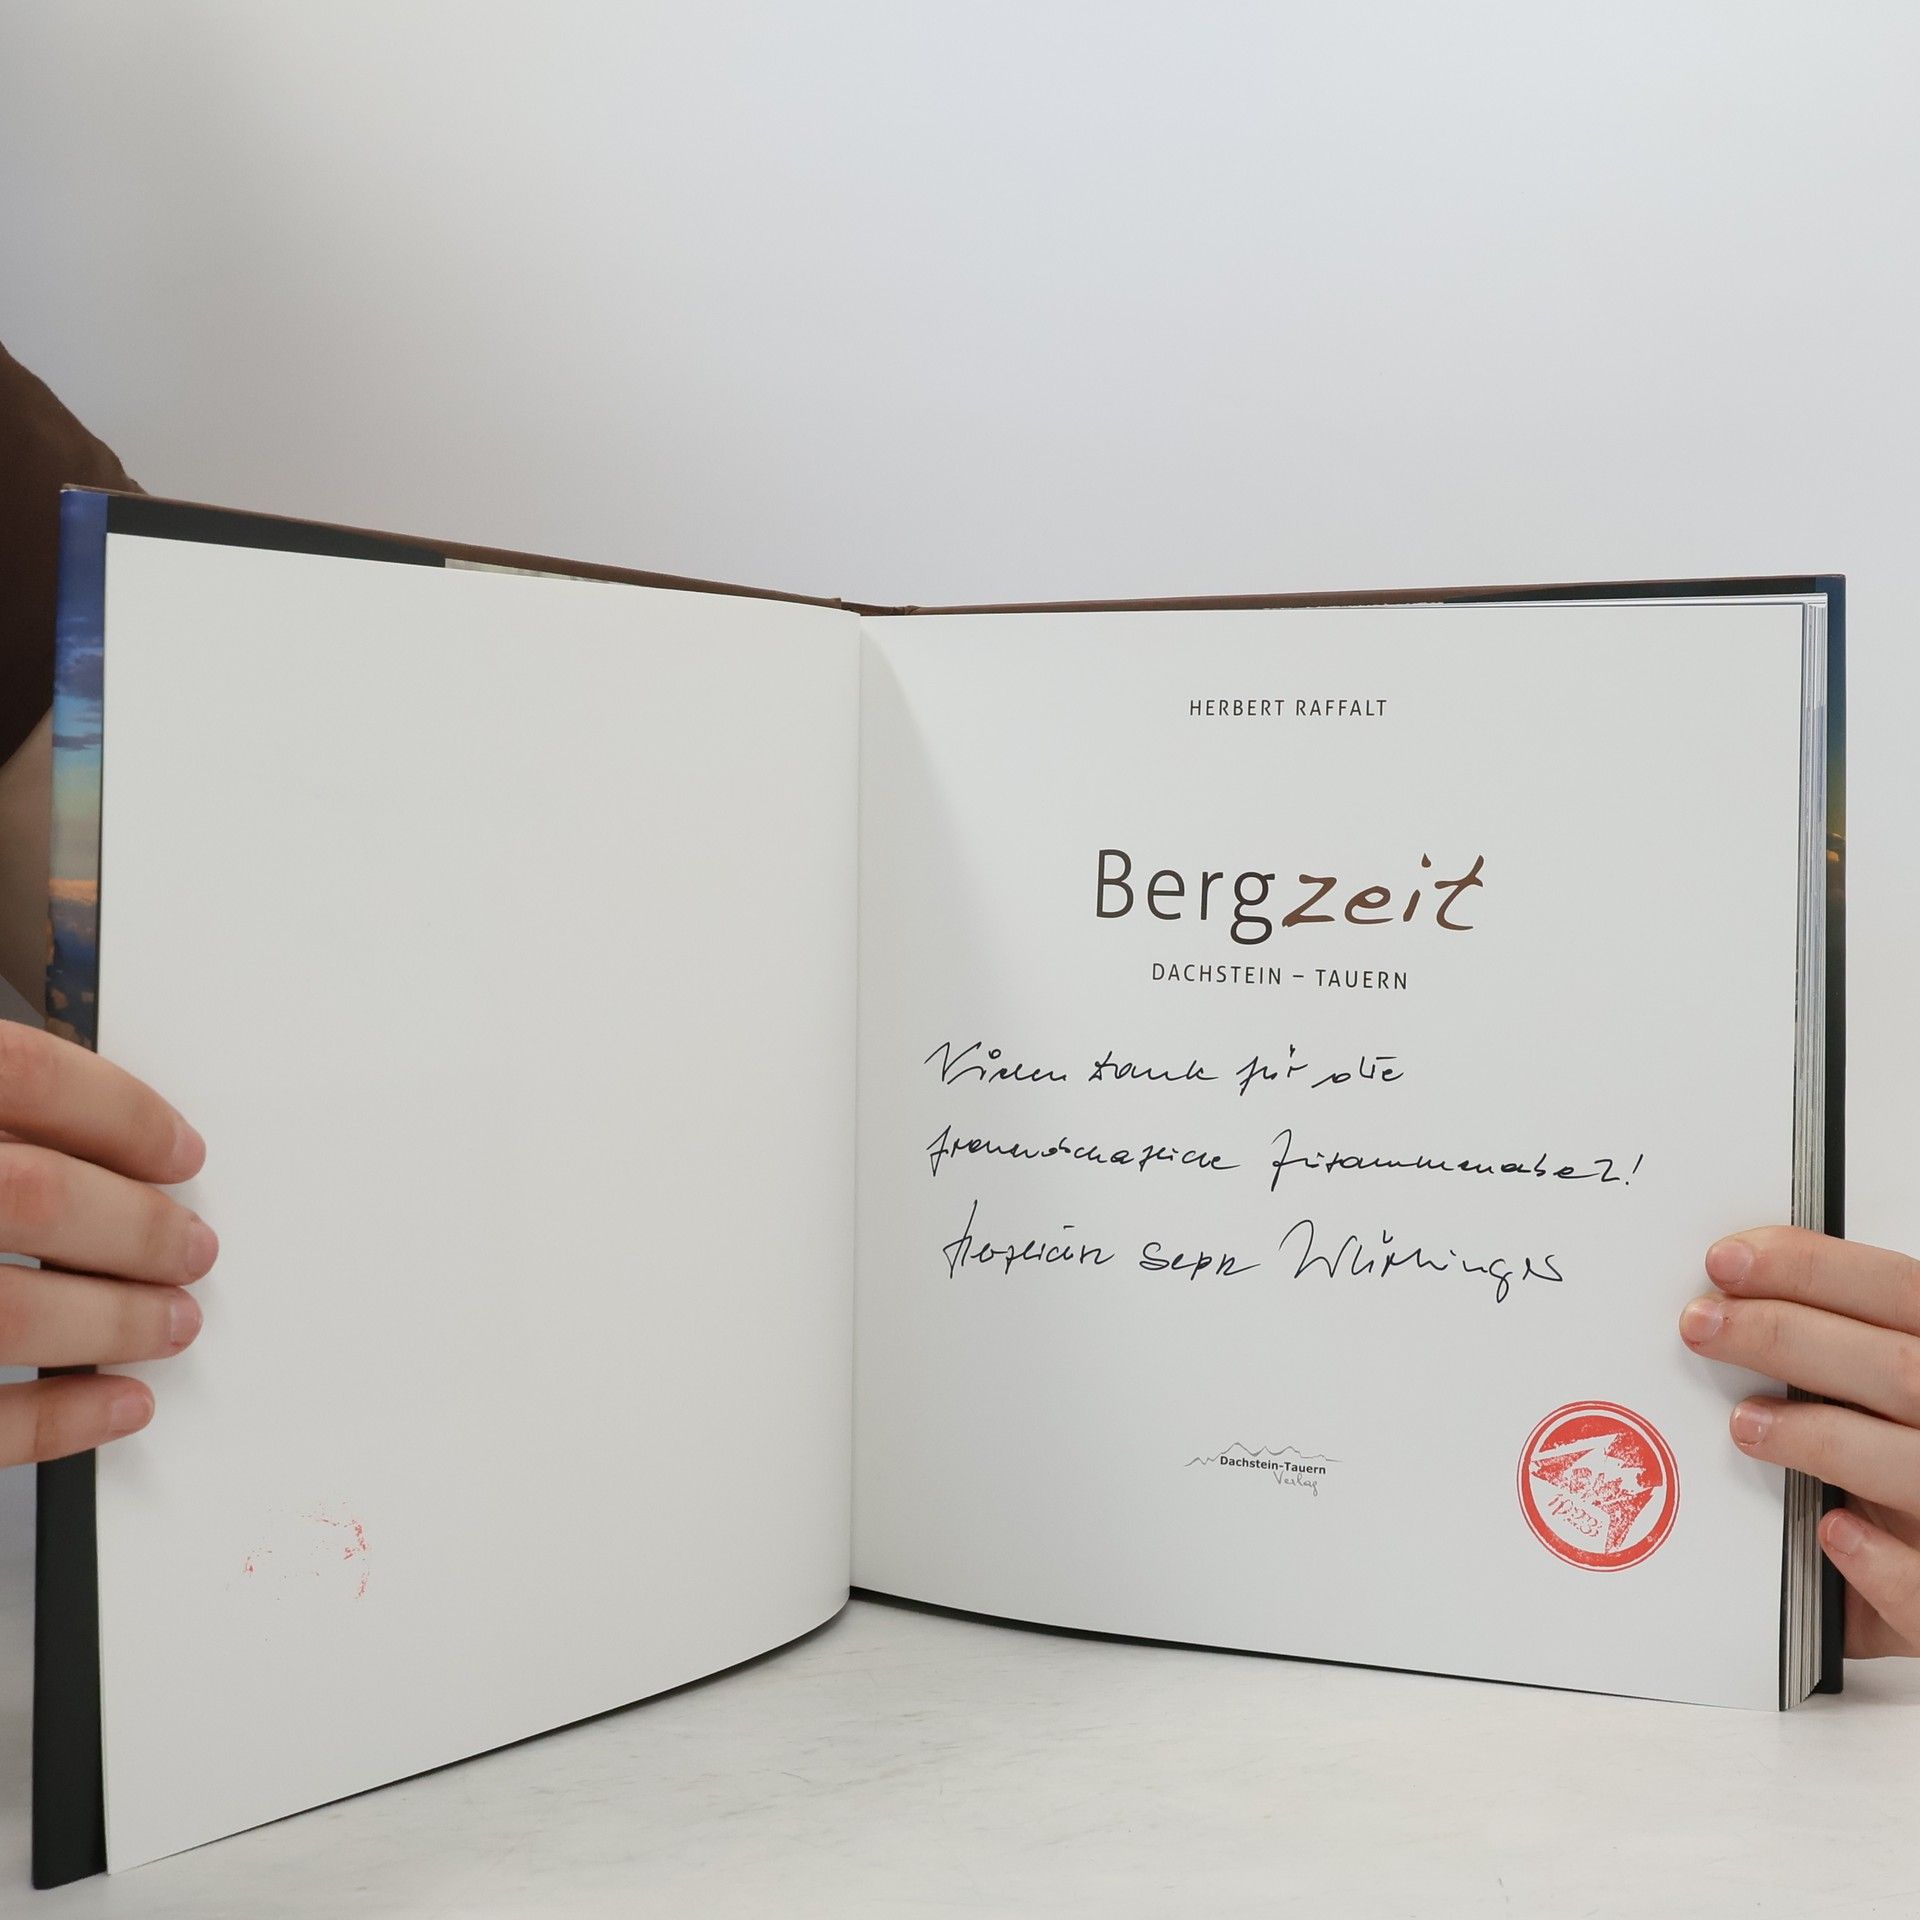 HERBERT RAFFALT
Bergzeit
DACHSTEIN – TAUERN
Vielen Dank für die
freundschaftliche Zusammenarbeit!
Herzlichst Sepp
Dachstein-Tauern
Verlag